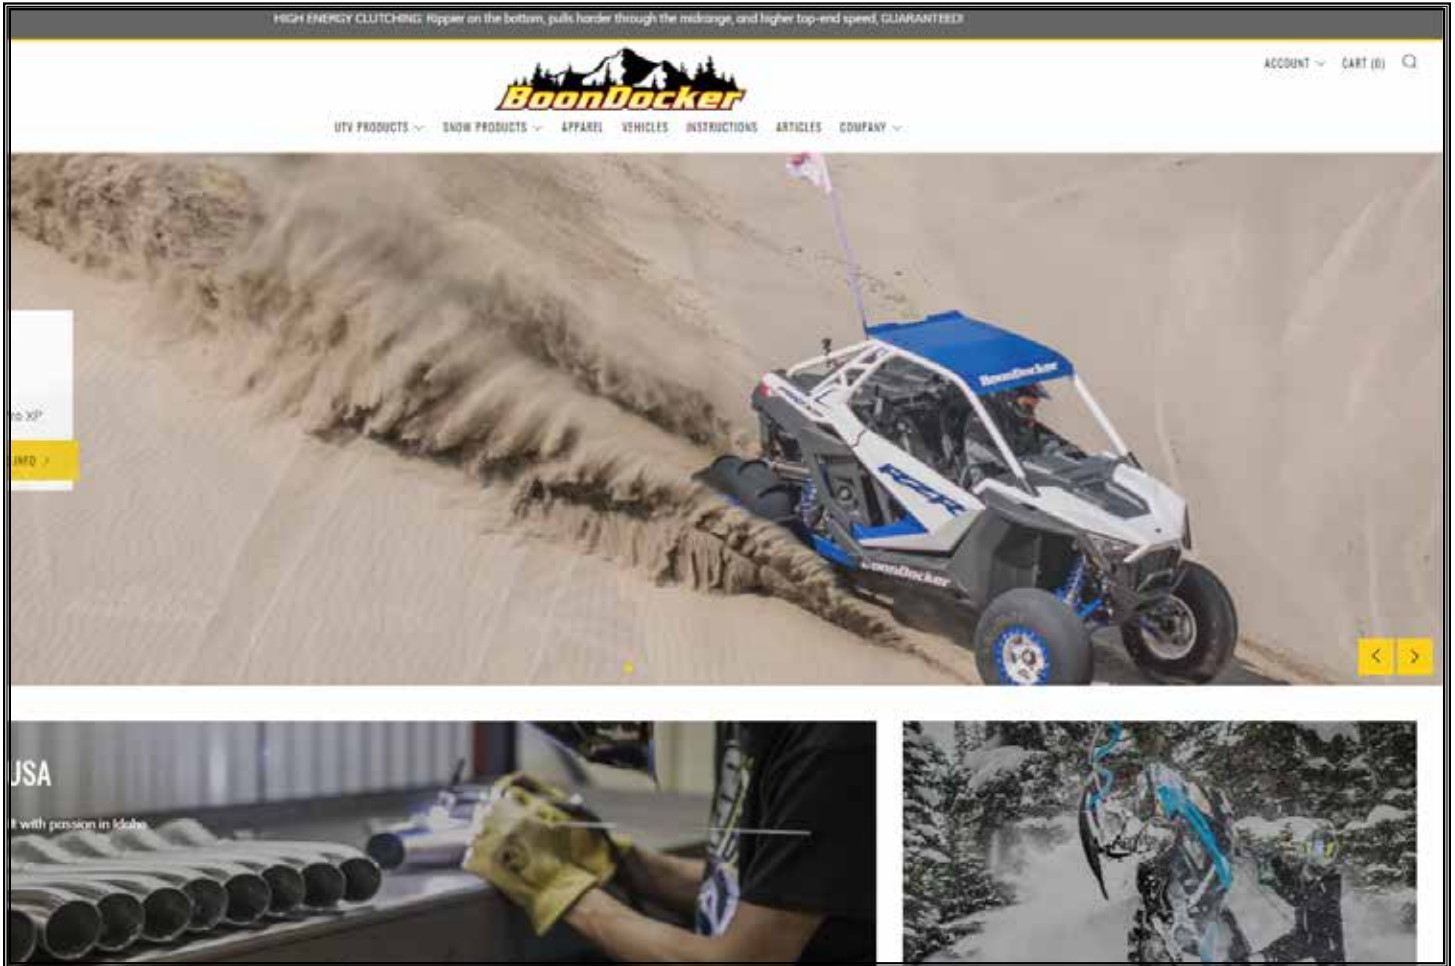 HIGH ENERGY CLUTCHING: Rippier on the bottom, pulls harder through the midrange, and higher top-end speed, GUARANTEED!
ACCOUNT CART (0)
BoonDocker
UTV PRODUCTS SNOW PRODUCTS APPAREL VEHICLES INSTRUCTIONS ARTICLES COMPANY
BoonDocker
XP
INFO
RZR
BoonDocker
USA
with passion in Idaho